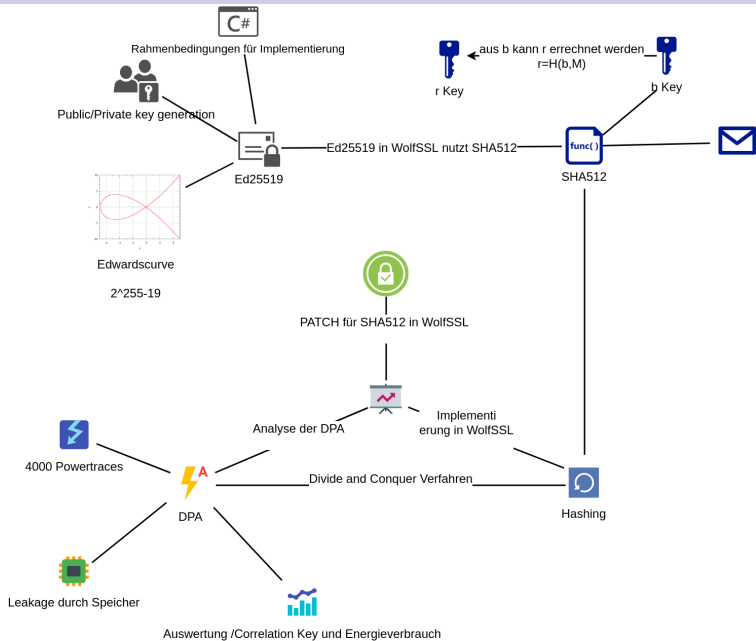 C#
Rahmenbedingungen für Implementierung
aus b kann r errechnet werden
r=H(b,M)
r Key
b Key
Public/Private key generation
Ed25519 in WolfSSL nutzt SHA512
func( )
Ed25519
SHA512
Edwardscurve
2^255-19
PATCH für SHA512 in WolfSSL
Analyse der DPA
Implementi
erung in WolfSSL
4000 Powertraces
A
Divide and Conquer Verfahren
DPA
Hashing
Leakage durch Speicher
Auswertung /Correlation Key und Energieverbrauch